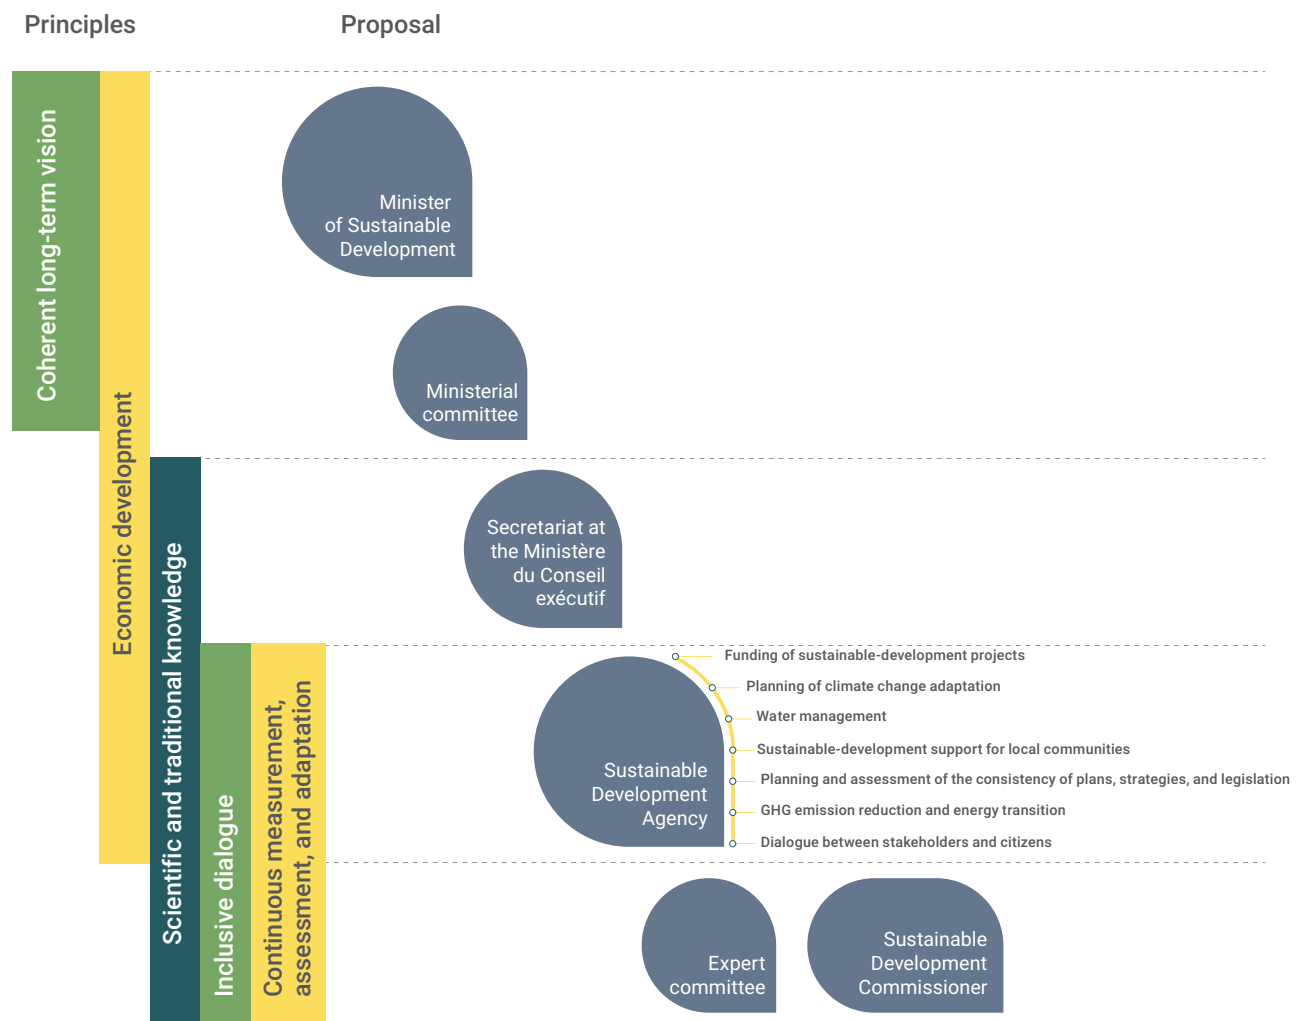 Principles
Proposal
Coherent long-term vision
Economic development
Scientific and traditional knowledge
Inclusive dialogue
Continuous measurement,
assessment, and adaptation
Minister
of Sustainable
Development
Ministerial
committee
Secretariat at
the Ministère
du Conseil
exécutif
Sustainable
Development
Agency
Funding of sustainable-development projects
Planning of climate change adaptation
Water management
Sustainable-development support for local communities
Planning and assessment of the consistency of plans, strategies, and legislation
GHG emission reduction and energy transition
Dialogue between stakeholders and citizens
Expert
committee
Sustainable
Development
Commissioner